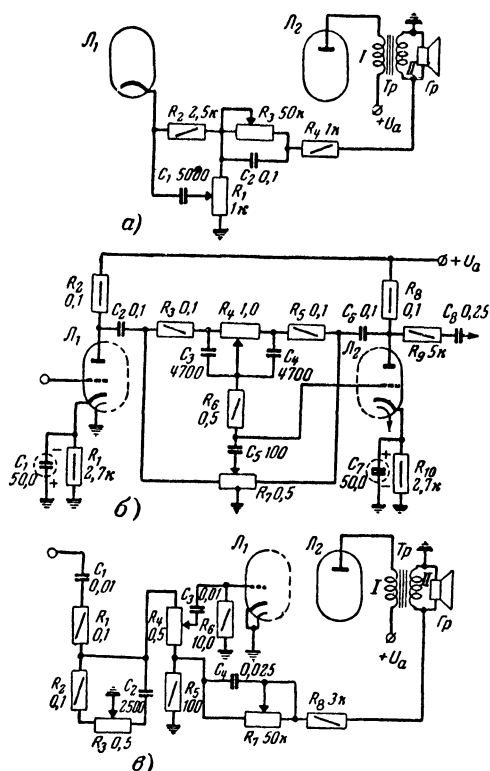 Л₁
Л₂
I
Тр
II
Гр
+Uа
R₂ 2,5к
R₃ 50к
R₄ 1к
C₂ 0,1
C₁ 5000
R₁
1к
а)
+Uа
R₂
0,1
R₈
0,1
Л₁
C₂ 0,1
R₃ 0,1
R₄ 1,0
R₅ 0,1
C₆ 0,1
C₈ 0,25
Л₂
R₉ 5к
C₃
4700
C₄
4700
R₆
0,5
C₅ 100
R₇ 0,5
C₁
50,0
+
−
R₁
2,7к
C₇
50,0
+
−
R₁₀
2,7к
б)
C₁
0,01
R₁
0,1
R₂
0,1
R₃ 0,5
C₂
2500
R₄
0,5
C₃
0,01
R₆
10,0
R₅
100
Л₁
Л₂
I
Тр
II
Гр
+Uа
C₄ 0,025
R₇ 50к
R₈ 3к
в)